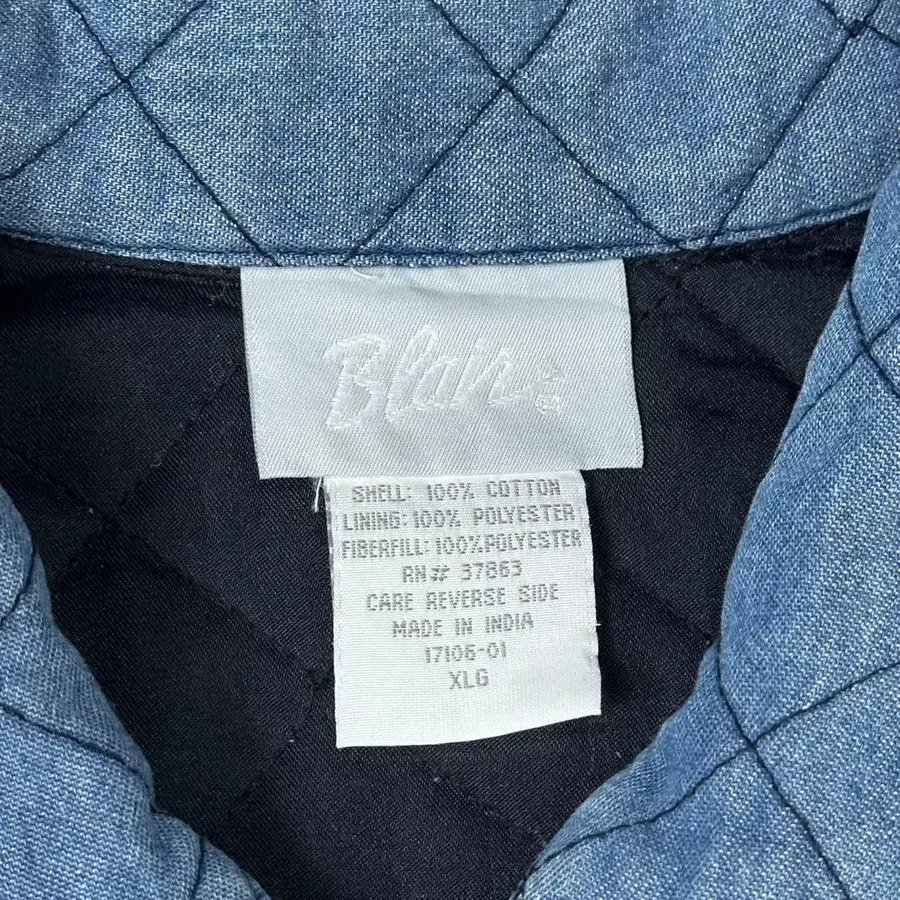 Blair
SHELL: 100% COTTON
LINING: 100% POLYESTER
FIBERFILL: 100% POLYESTER
RN# 37863
CARE REVERSE SIDE
MADE IN INDIA
17106-01
XLG